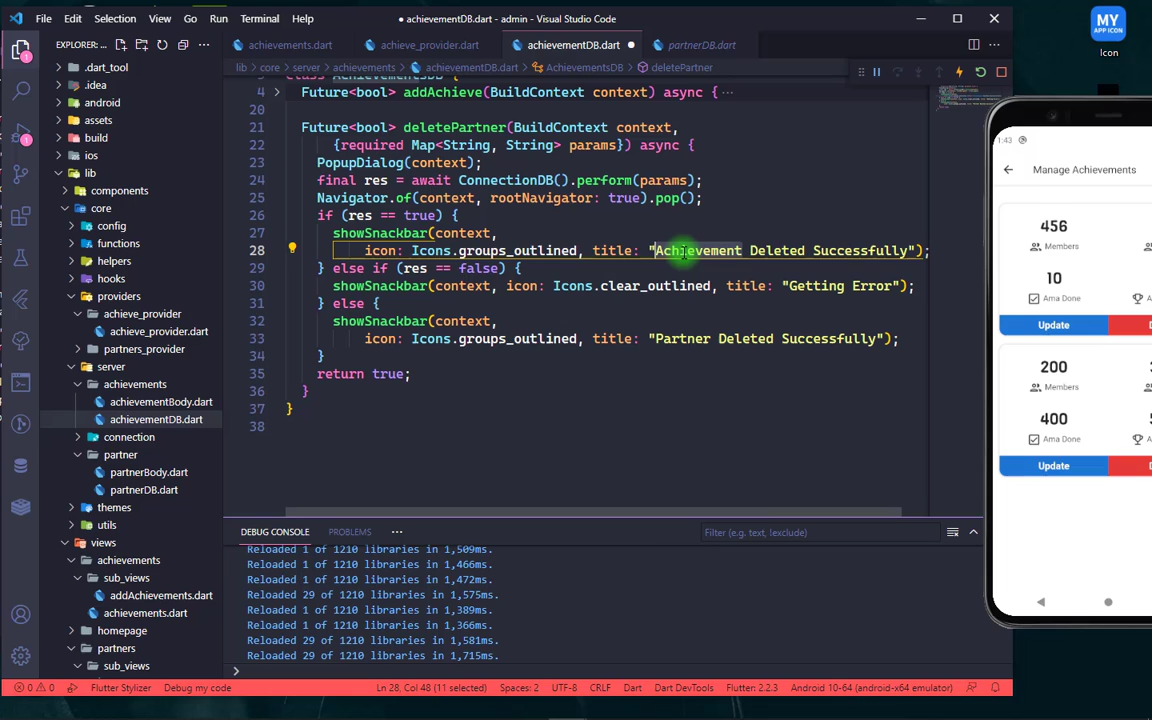 File Edit Selection View Go Run Terminal Help ● achievementDB.dart - admin - Visual Studio Code
EXPLORER: ...
achievements.dart achieve_provider.dart achievementDB.dart ● partnerDB.dart
lib > core > server > achievements > achievementDB.dart > AchievementsDB > deletePartner
.dart_tool
.idea
android
assets
build
ios
lib
components
core
config
functions
helpers
hooks
providers
achieve_provider
achieve_provider.dart
partners_provider
server
achievements
achievementBody.dart
achievementDB.dart
connection
partner
partnerBody.dart
partnerDB.dart
themes
utils
views
achievements
sub_views
addAchievements.dart
achievements.dart
homepage
partners
sub_views
4 Future<bool> addAchieve(BuildContext context) async { ...
20
21 Future<bool> deletePartner(BuildContext context,
22 {required Map<String, String> params}) async {
23 PopupDialog(context);
24 final res = await ConnectionDB().perform(params);
25 Navigator.of(context, rootNavigator: true).pop();
26 if (res == true) {
27 showSnackbar(context,
28 icon: Icons.groups_outlined, title: "Achievement Deleted Successfully");
29 } else if (res == false) {
30 showSnackbar(context, icon: Icons.clear_outlined, title: "Getting Error");
31 } else {
32 showSnackbar(context,
33 icon: Icons.groups_outlined, title: "Partner Deleted Successfully");
34 }
35 return true;
36 }
37 }
38
DEBUG CONSOLE PROBLEMS ... Filter (e.g. text, !exclude)
Reloaded 1 of 1210 libraries in 1,509ms.
Reloaded 1 of 1210 libraries in 1,466ms.
Reloaded 1 of 1210 libraries in 1,472ms.
Reloaded 29 of 1210 libraries in 1,575ms.
Reloaded 1 of 1210 libraries in 1,389ms.
Reloaded 1 of 1210 libraries in 1,366ms.
Reloaded 29 of 1210 libraries in 1,581ms.
Reloaded 29 of 1210 libraries in 1,715ms.
>
0 0 Flutter Stylizer Debug my code Ln 28, Col 48 (11 selected) Spaces: 2 UTF-8 CRLF Dart Dart DevTools Flutter: 2.2.3 Android 10-64 (android-x64 emulator)
MY
APP ICON
Icon
1:43
Manage Achievements
456
Members
10
Ama Done
Update
200
Members
400
Ama Done
Update